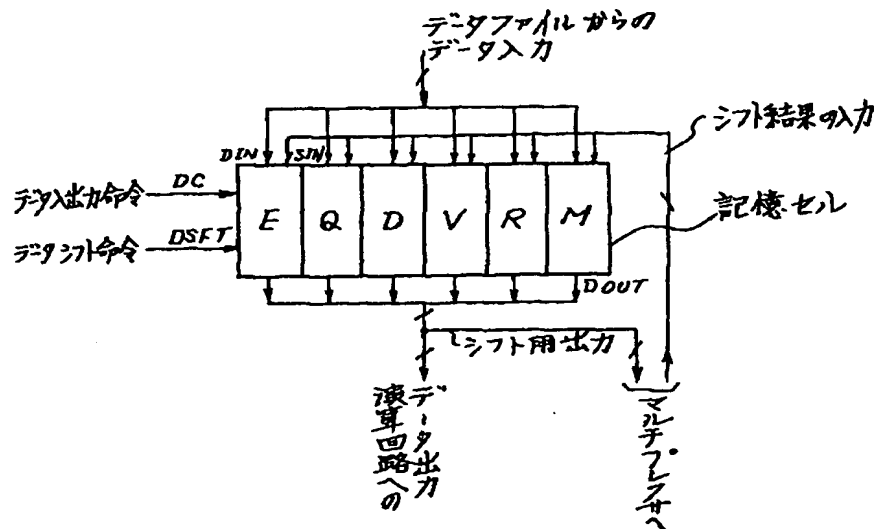 データファイルからの
データ入力
シフト結果の入力
DIN
SIN
データ入出力命令
DC
データシフト命令
DSFT
E
Q
D
V
R
M
記憶セル
DOUT
シフト用出力
データ出力
演算回路への
マルチプレクサへ